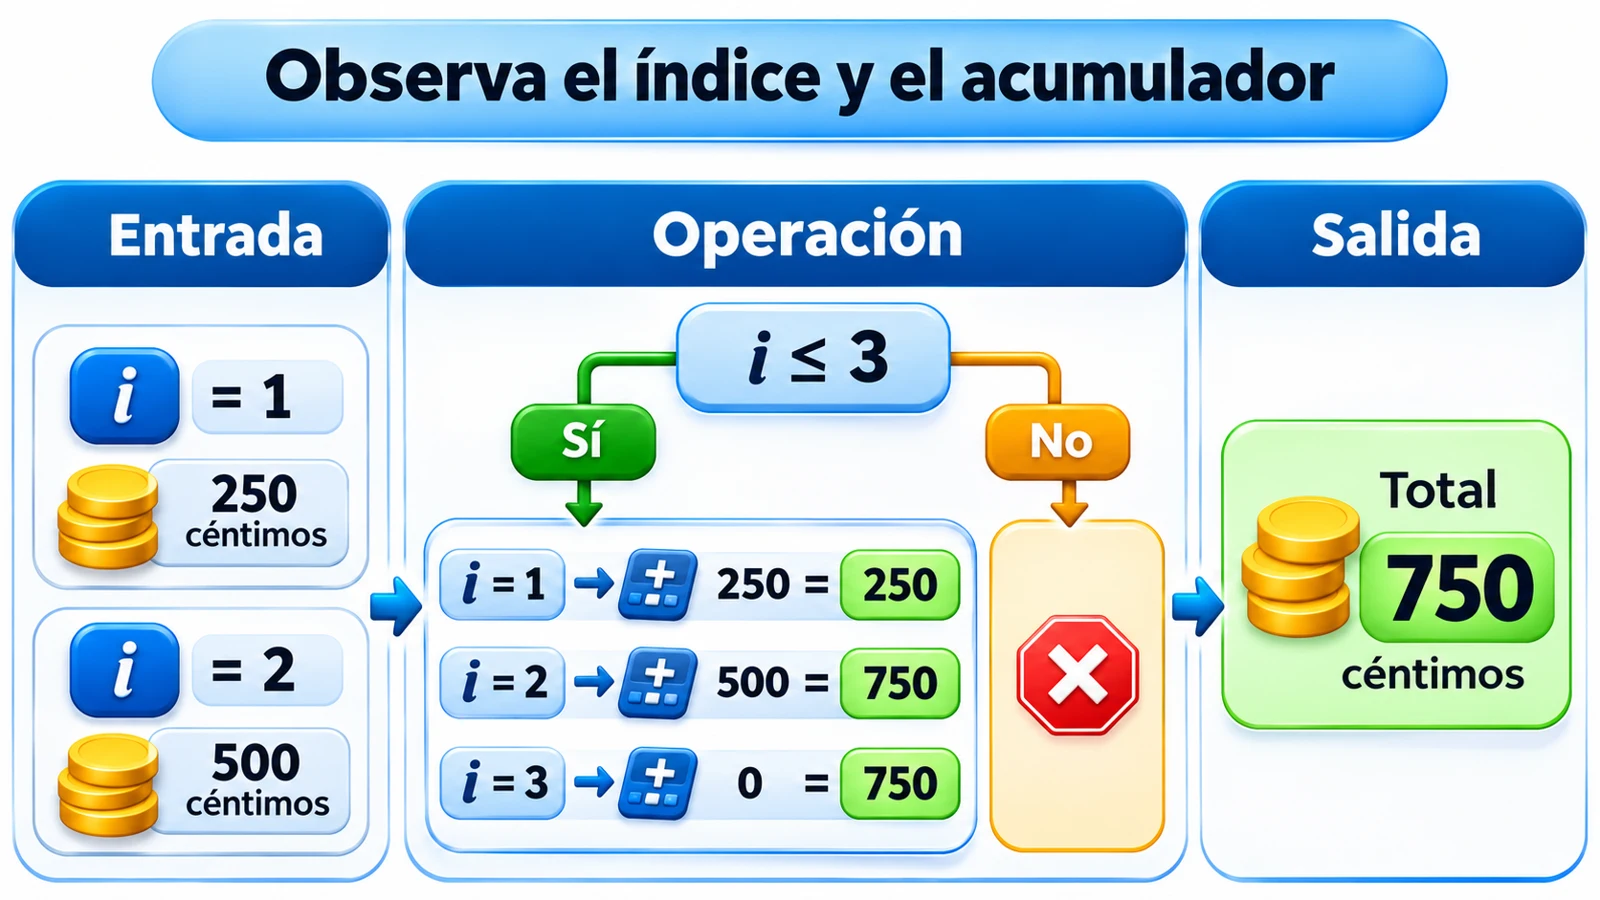 Observa el índice y el acumulador
Entrada
i = 1
250
céntimos
i = 2
500
céntimos
Operación
i ≤ 3
Sí
No
i = 1 + 250 = 250
i = 2 + 500 = 750
i = 3 + 0 = 750
Salida
Total
750
céntimos